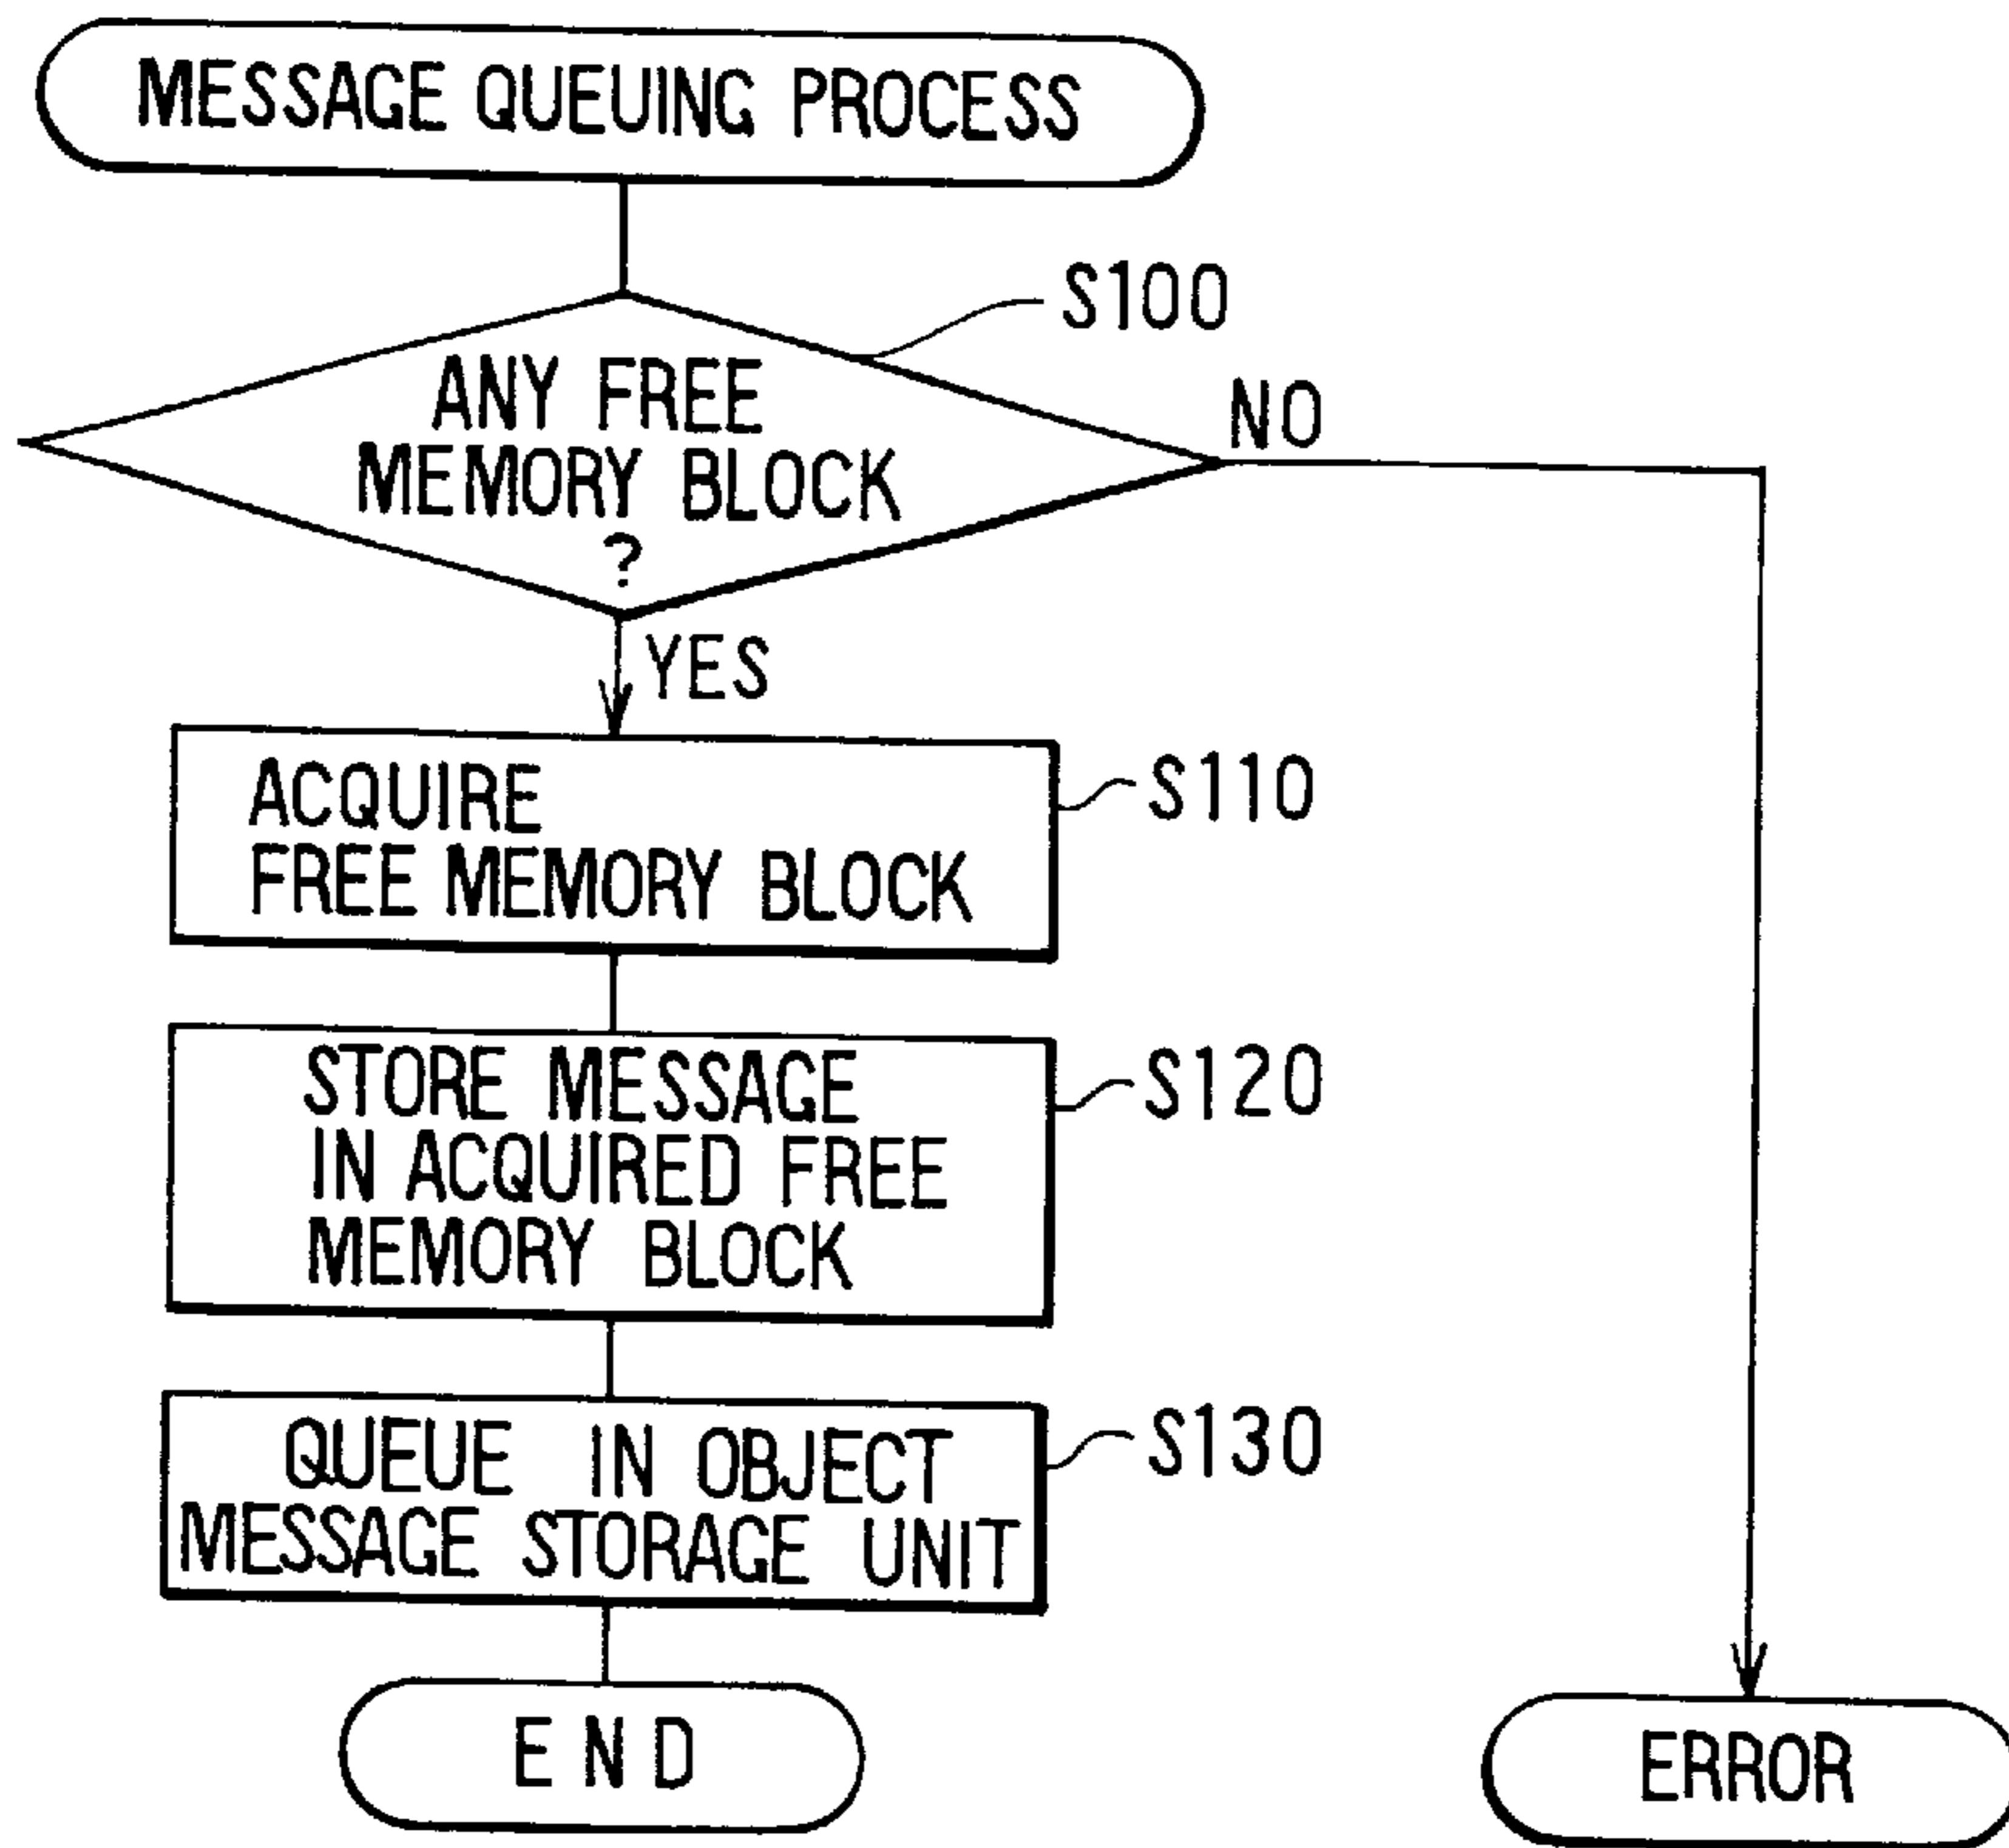 MESSAGE QUEUING PROCESS
S100
ANY FREE
MEMORY BLOCK
?
NO
YES
ACQUIRE
FREE MEMORY BLOCK
S110
STORE MESSAGE
IN ACQUIRED FREE
MEMORY BLOCK
S120
QUEUE IN OBJECT
MESSAGE STORAGE UNIT
S130
END
ERROR